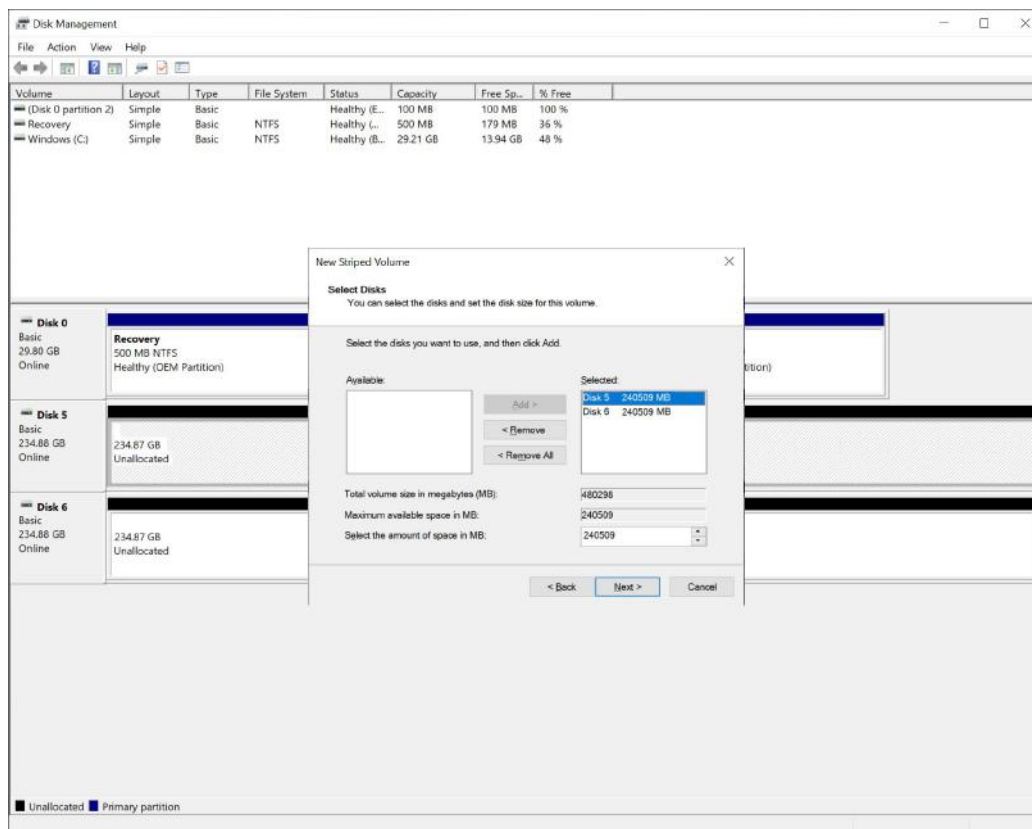 Disk Management
File Action View Help
Volume Layout Type File System Status Capacity Free Sp... % Free
(Disk 0 partition 2) Simple Basic Healthy (E... 100 MB 100 MB 100 %
Recovery Simple Basic NTFS Healthy (... 500 MB 179 MB 36 %
Windows (C:) Simple Basic NTFS Healthy (B... 29.21 GB 13.94 GB 48 %
New Striped Volume
Select Disks
You can select the disks and set the disk size for this volume.
Select the disks you want to use, and then click Add.
Available:
Selected:
Add >
< Remove
< Remove All
Disk 5 240509 MB
Disk 6 240509 MB
Total volume size in megabytes (MB): 480298
Maximum available space in MB: 240509
Select the amount of space in MB: 240509
< Back Next > Cancel
Disk 0
Basic
29.80 GB
Online
Recovery
500 MB NTFS
Healthy (OEM Partition)
tition)
Disk 5
Basic
234.88 GB
Online
234.87 GB
Unallocated
Disk 6
Basic
234.88 GB
Online
234.87 GB
Unallocated
Unallocated Primary partition